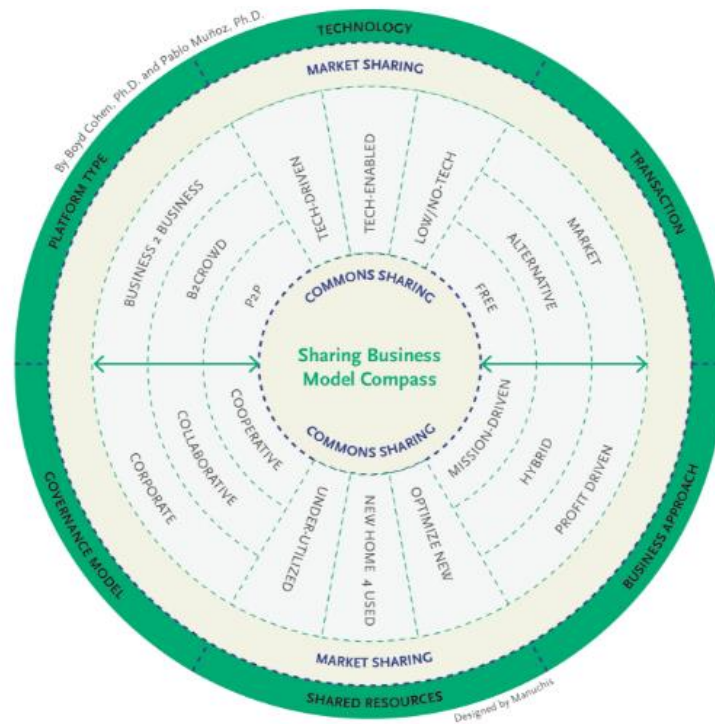 By Boyd Cohen, Ph.D. and Pablo Muñoz, Ph.D.
TECHNOLOGY
MARKET SHARING
PLATFORM TYPE
TRANSACTION
BUSINESS 2 BUSINESS
B2CROWD
P2P
TECH-DRIVEN
TECH-ENABLED
LOW/NO-TECH
FREE
ALTERNATIVE
MARKET
COMMONS SHARING
Sharing Business
Model Compass
COMMONS SHARING
CORPORATE
COLLABORATIVE
COOPERATIVE
UNDER-UTILIZED
NEW HOME 4 USED
OPTIMIZE NEW
MISSION-DRIVEN
HYBRID
PROFIT DRIVEN
GOVERNANCE MODEL
BUSINESS APPROACH
MARKET SHARING
SHARED RESOURCES
Designed by Manuchis